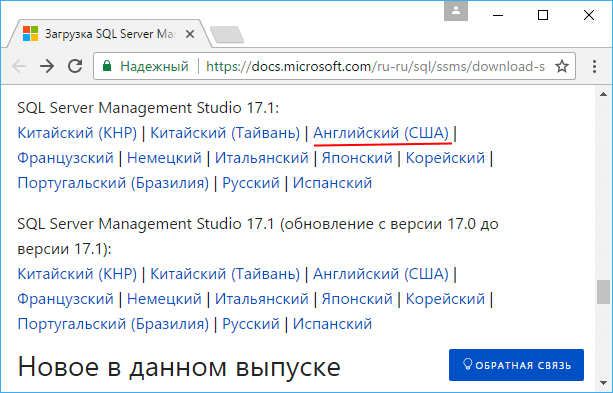 Загрузка SQL Server Man
Надежный https://docs.microsoft.com/ru-ru/sql/ssms/download-s
SQL Server Management Studio 17.1:
Китайский (КНР) | Китайский (Тайвань) | Английский (США) |
Французский | Немецкий | Итальянский | Японский | Корейский |
Португальский (Бразилия) | Русский | Испанский
SQL Server Management Studio 17.1 (обновление с версии 17.0 до
версии 17.1):
Китайский (КНР) | Китайский (Тайвань) | Английский (США) |
Французский | Немецкий | Итальянский | Японский | Корейский |
Португальский (Бразилия) | Русский | Испанский
Новое в данном выпуске
ОБРАТНАЯ СВЯЗЬ